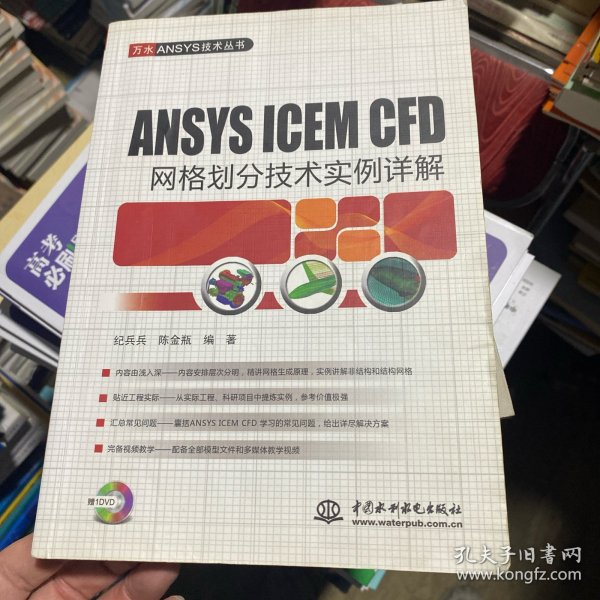 万水ANSYS技术丛书
ANSYS ICEM CFD
网格划分技术实例详解
纪兵兵 陈金瓶 编 著
内容由浅入深——内容安排层次分明，精讲网格生成原理，实例讲解非结构和结构网格
贴近工程实际——从实际工程、科研项目中提炼实例，参考价值极强
汇总常见问题——囊括ANSYS ICEM CFD 学习的常见问题，给出详尽解决方案
完备视频教学——配备全部模型文件和多媒体教学视频
赠1DVD
中国水利水电出版社
www.waterpub.com.cn
高考
必刷
孔夫子旧书网
www.kongfz.com